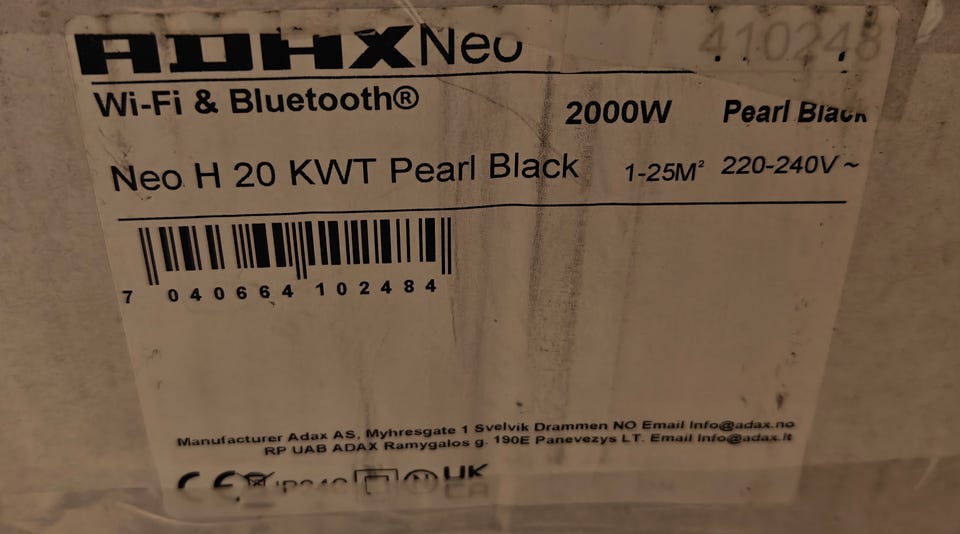 ADAX Neo 410248
Wi-Fi & Bluetooth® 2000W Pearl Black
Neo H 20 KWT Pearl Black 1-25M² 220-240V ~
7 040664 102484
Manufacturer Adax AS, Myhresgate 1 Svelvik Drammen NO Email Info@adax.no
RP UAB ADAX Ramygalos g. 190E Panevezys LT. Email Info@adax.lt
CE UK